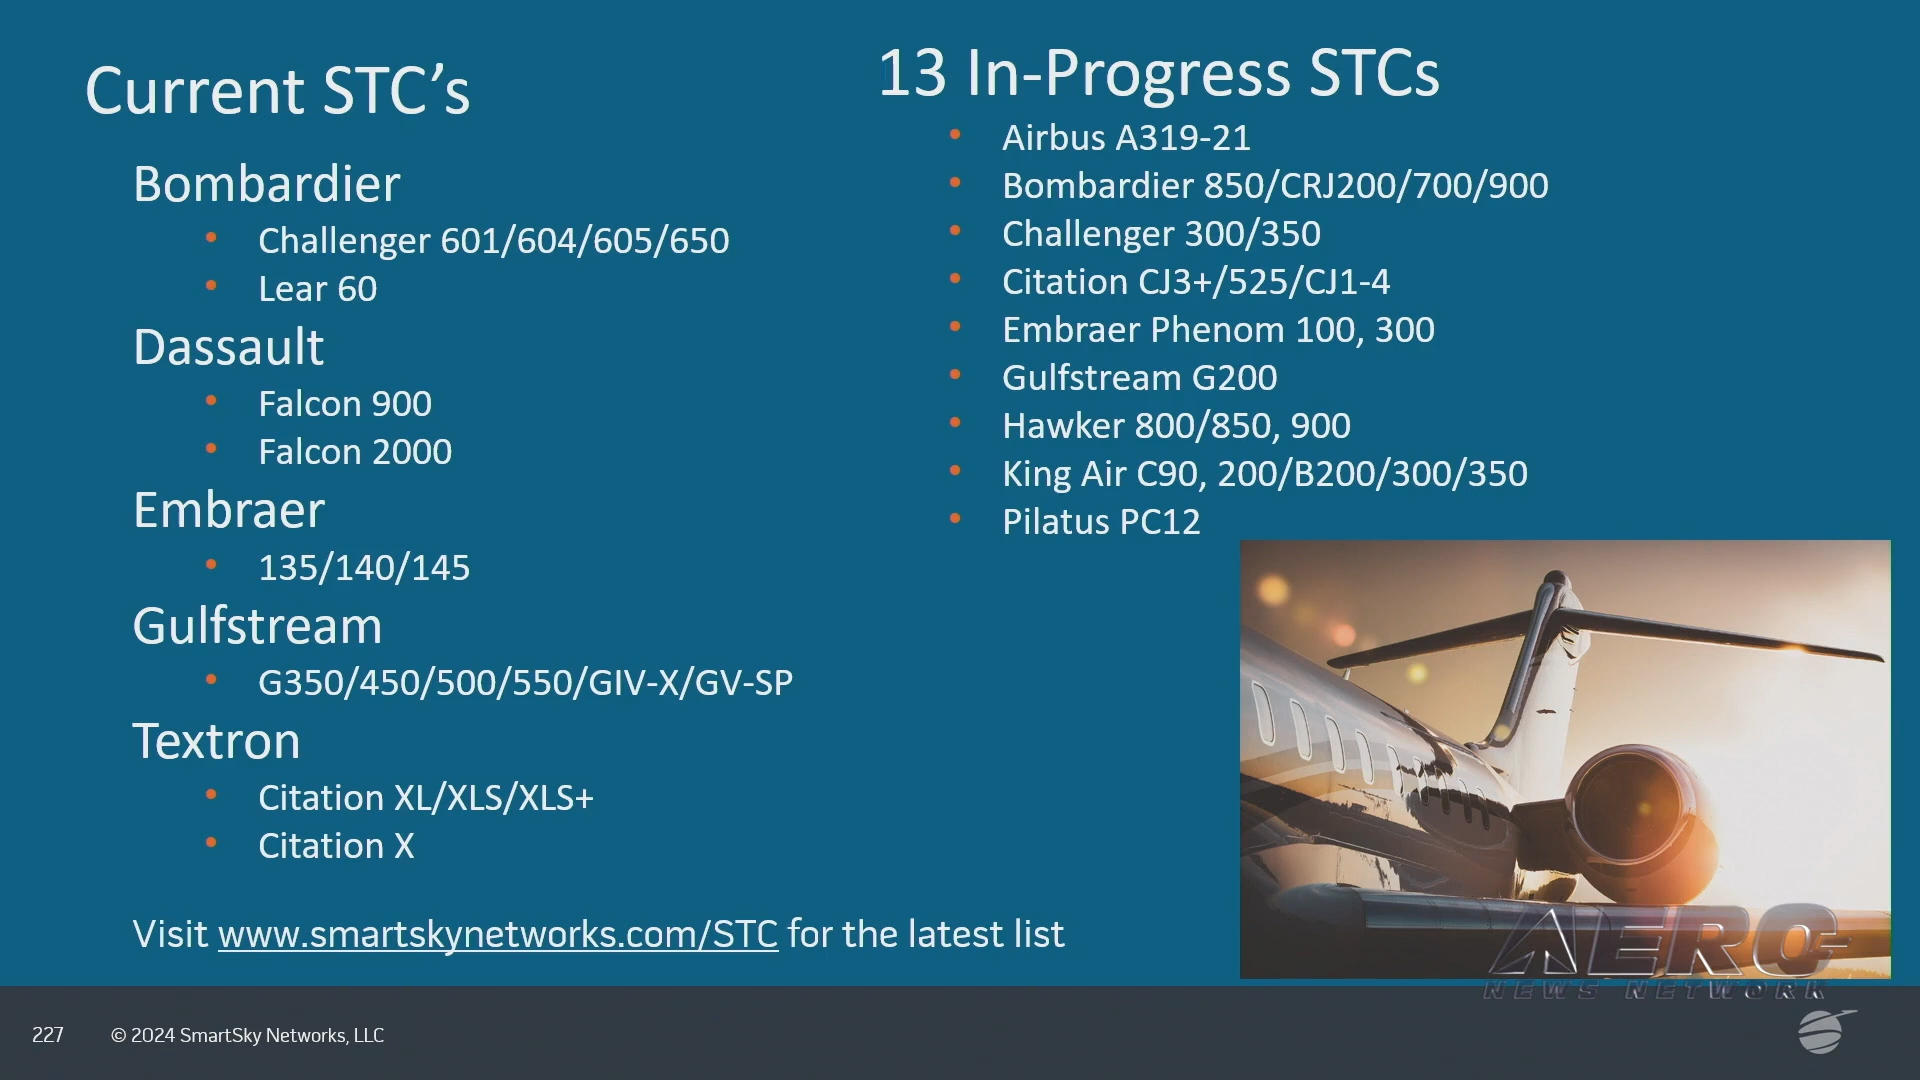 Current STC’s
Bombardier
• Challenger 601/604/605/650
• Lear 60
Dassault
• Falcon 900
• Falcon 2000
Embraer
• 135/140/145
Gulfstream
• G350/450/500/550/GIV-X/GV-SP
Textron
• Citation XL/XLS/XLS+
• Citation X
Visit www.smartskynetworks.com/STC for the latest list
13 In-Progress STCs
• Airbus A319-21
• Bombardier 850/CRJ200/700/900
• Challenger 300/350
• Citation CJ3+/525/CJ1-4
• Embraer Phenom 100, 300
• Gulfstream G200
• Hawker 800/850, 900
• King Air C90, 200/B200/300/350
• Pilatus PC12
AERO
NEWS NETWORK
227 © 2024 SmartSky Networks, LLC